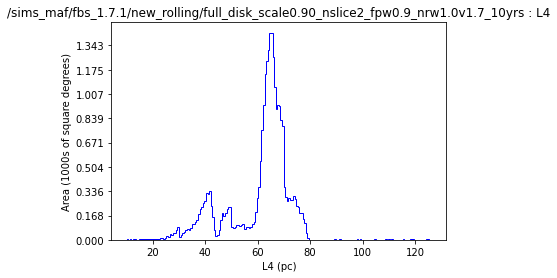 /sims_maf/fbs_1.7.1/new_rolling/full_disk_scale0.90_nslice2_fpw0.9_nrw1.0v1.7_10yrs : L4
Area (1000s of square degrees)
1.343
1.175
1.007
0.839
0.671
0.504
0.336
0.168
0.000
20 40 60 80 100 120
L4 (pc)